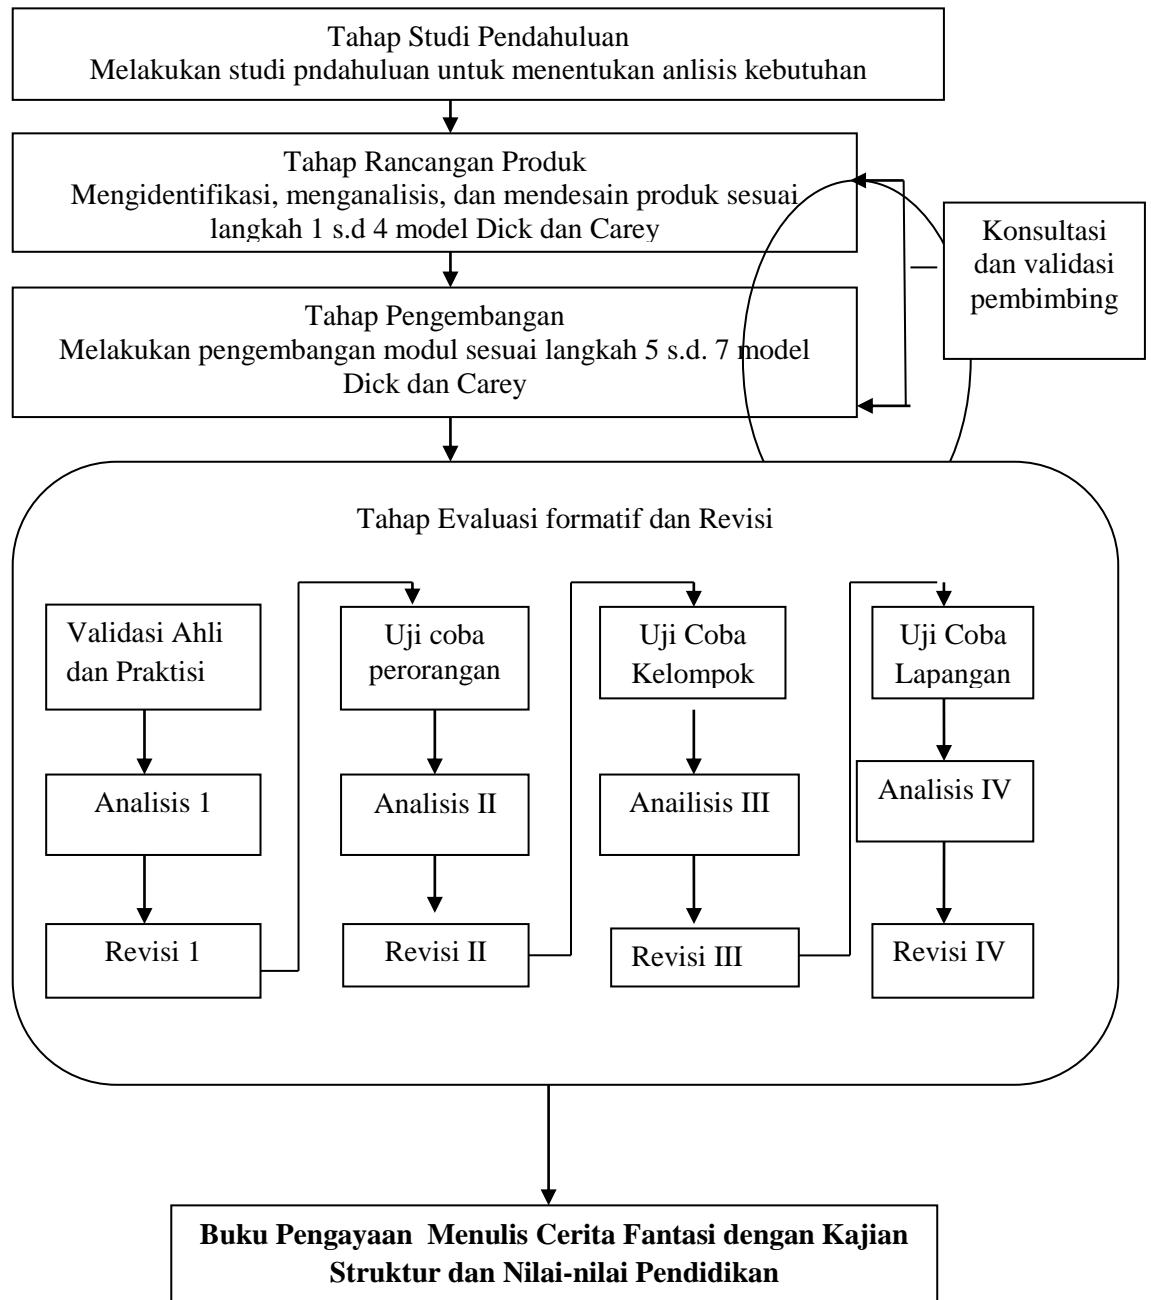 Tahap Studi Pendahuluan
Melakukan studi pndahuluan untuk menentukan anlisis kebutuhan
Tahap Rancangan Produk
Mengidentifikasi, menganalisis, dan mendesain produk sesuai
langkah 1 s.d 4 model Dick dan Carey
Konsultasi
dan validasi
pembimbing
Tahap Pengembangan
Melakukan pengembangan modul sesuai langkah 5 s.d. 7 model
Dick dan Carey
Tahap Evaluasi formatif dan Revisi
Validasi Ahli
dan Praktisi
Analisis 1
Revisi 1
Uji coba
perorangan
Analisis II
Revisi II
Uji Coba
Kelompok
Anailisis III
Revisi III
Uji Coba
Lapangan
Analisis IV
Revisi IV
Buku Pengayaan  Menulis Cerita Fantasi dengan Kajian
Struktur dan Nilai-nilai Pendidikan